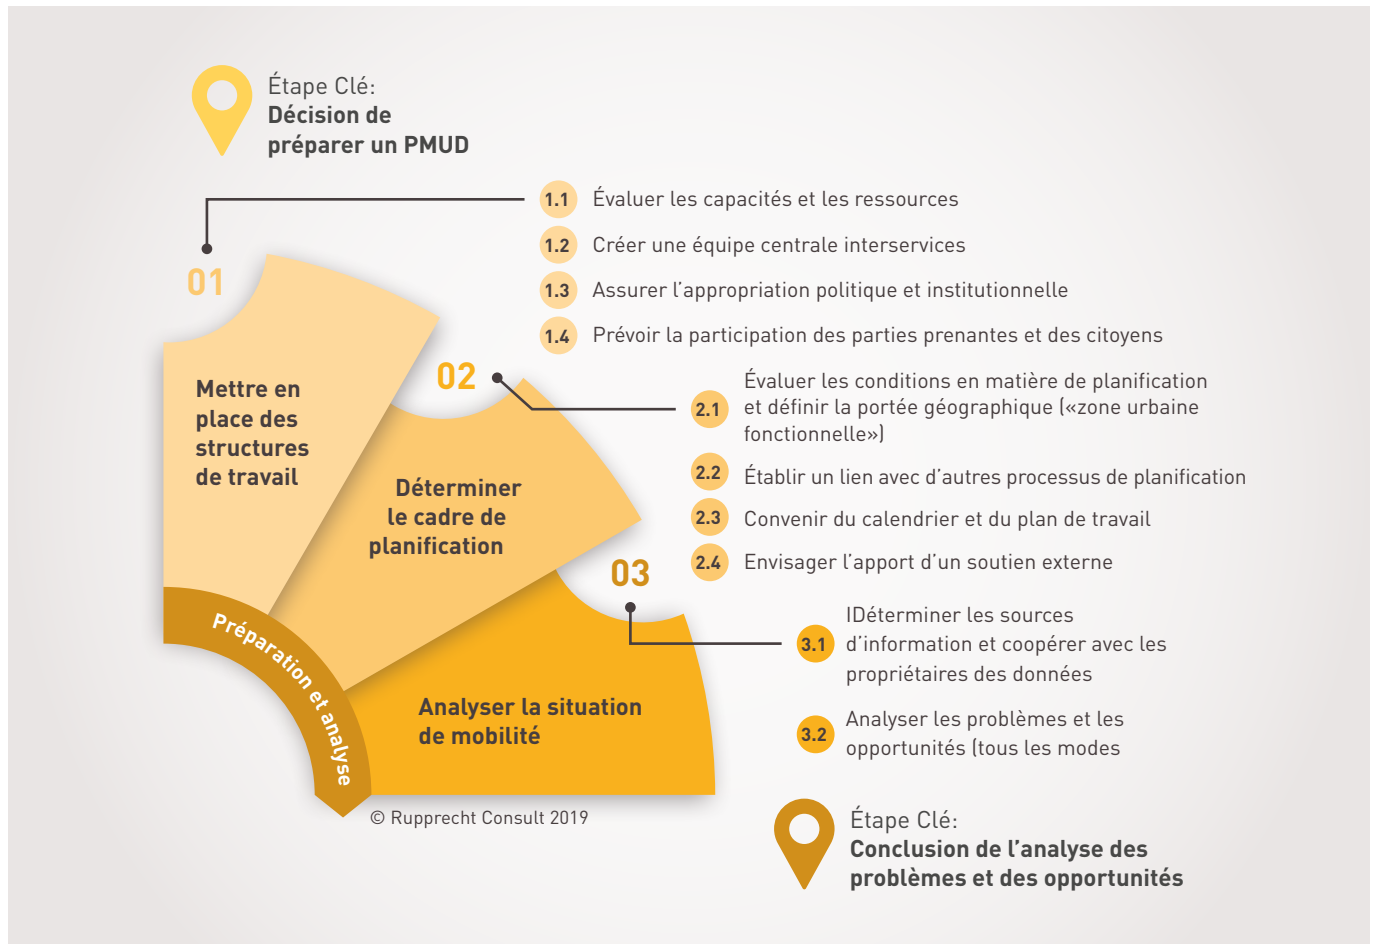 Étape Clé:
Décision de
préparer un PMUD
1.1 Évaluer les capacités et les ressources
1.2 Créer une équipe centrale interservices
1.3 Assurer l’appropriation politique et institutionnelle
1.4 Prévoir la participation des parties prenantes et des citoyens
01
Mettre en
place des
structures
de travail
02
2.1 Évaluer les conditions en matière de planification
et définir la portée géographique («zone urbaine
fonctionnelle»)
2.2 Établir un lien avec d’autres processus de planification
2.3 Convenir du calendrier et du plan de travail
2.4 Envisager l’apport d’un soutien externe
Déterminer
le cadre de
planification
03
3.1 IDéterminer les sources
d’information et coopérer avec les
propriétaires des données
3.2 Analyser les problèmes et les
opportunités (tous les modes
Analyser la situation
de mobilité
Préparation et analyse
© Rupprecht Consult 2019
Étape Clé:
Conclusion de l’analyse des
problèmes et des opportunités